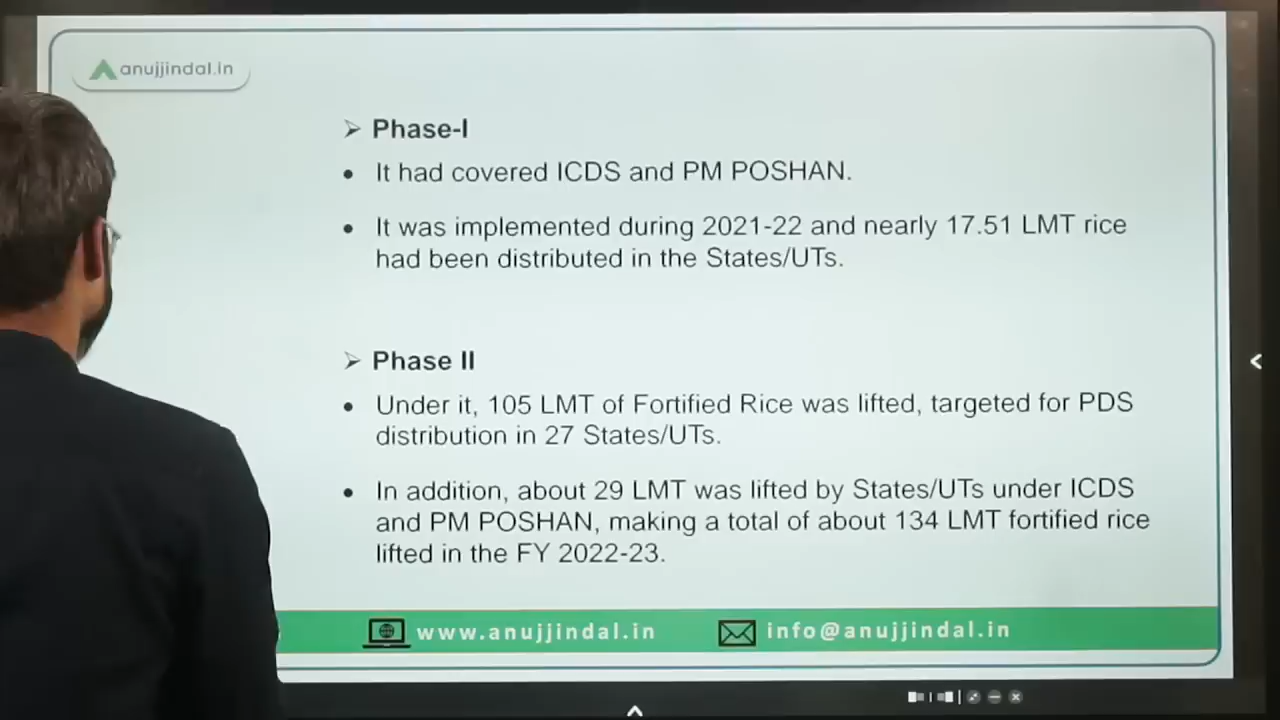 anujjindal.in
➢ Phase-I
• It had covered ICDS and PM POSHAN.
• It was implemented during 2021-22 and nearly 17.51 LMT rice
had been distributed in the States/UTs.
➢ Phase II
• Under it, 105 LMT of Fortified Rice was lifted, targeted for PDS
distribution in 27 States/UTs.
• In addition, about 29 LMT was lifted by States/UTs under ICDS
and PM POSHAN, making a total of about 134 LMT fortified rice
lifted in the FY 2022-23.
www.anujjindal.in info@anujjindal.in